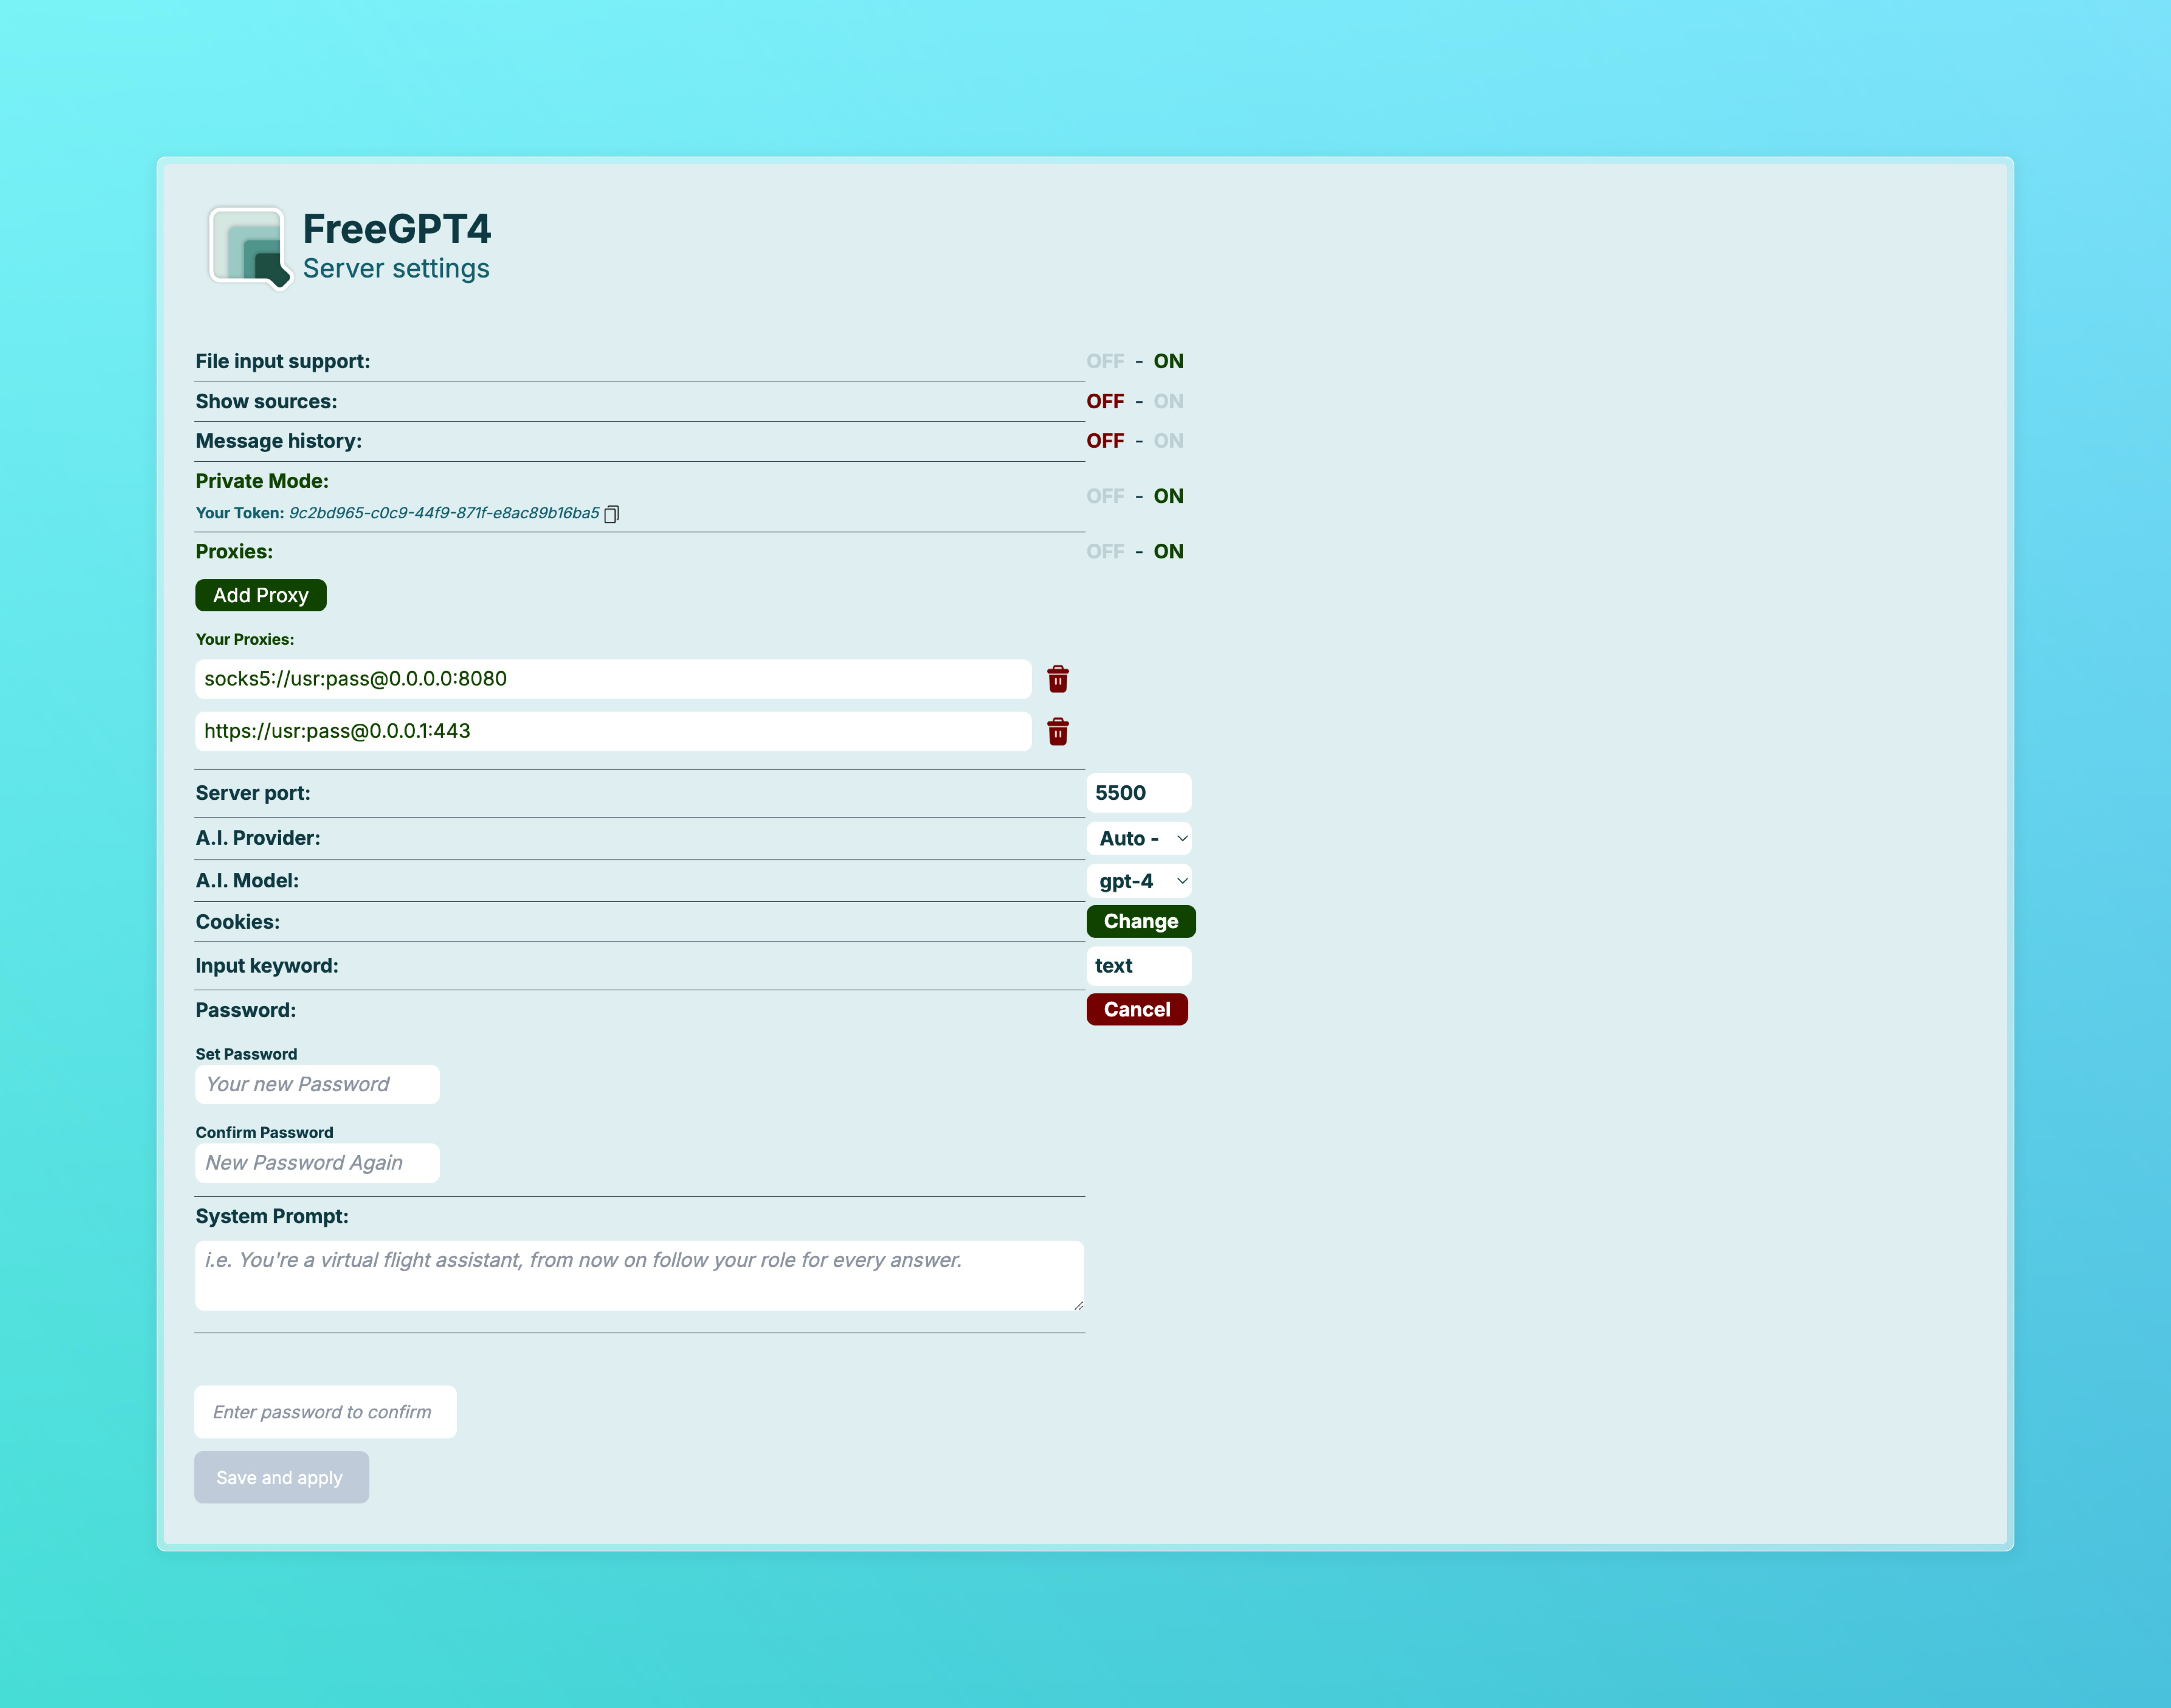 FreeGPT4
Server settings
File input support: OFF - ON
Show sources: OFF - ON
Message history: OFF - ON
Private Mode:
OFF - ON
Your Token: 9c2bd965-c0c9-44f9-871f-e8ac89b16ba5
Proxies: OFF - ON
Add Proxy
Your Proxies:
socks5://usr:pass@0.0.0.0:8080
https://usr:pass@0.0.0.1:443
Server port: 5500
A.I. Provider: Auto -
A.I. Model: gpt-4
Cookies: Change
Input keyword: text
Password: Cancel
Set Password
Your new Password
Confirm Password
New Password Again
System Prompt:
i.e. You're a virtual flight assistant, from now on follow your role for every answer.
Enter password to confirm
Save and apply